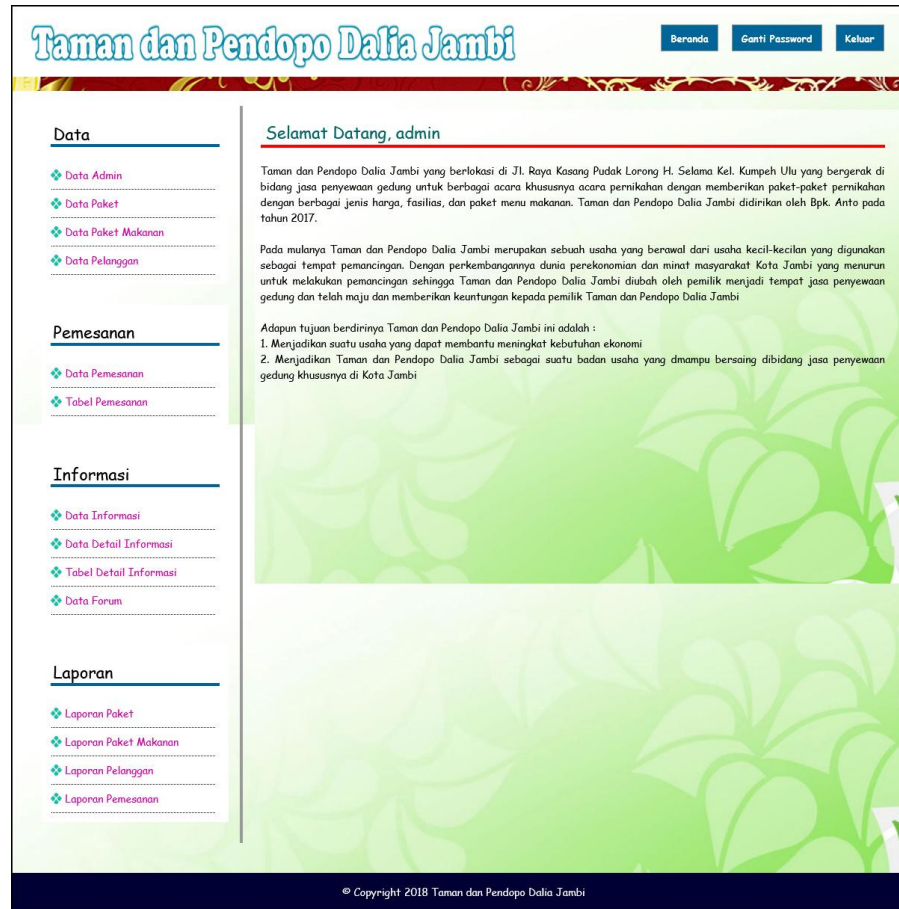 Taman dan Pendopo Dalia Jambi
Beranda
Ganti Password
Keluar
Data
Data Admin
Data Paket
Data Paket Makanan
Data Pelanggan
Pemesanan
Data Pemesanan
Tabel Pemesanan
Informasi
Data Informasi
Data Detail Informasi
Tabel Detail Informasi
Data Forum
Laporan
Laporan Paket
Laporan Paket Makanan
Laporan Pelanggan
Laporan Pemesanan
Selamat Datang, admin
Taman dan Pendopo Dalia Jambi yang berlokasi di Jl. Raya Kasang Pudak Lorong H. Selama Kel. Kumpeh Ulu yang bergerak di
bidang jasa penyewaan gedung untuk berbagai acara khususnya acara pernikahan dengan memberikan paket-paket pernikahan
dengan berbagai jenis harga, fasilias, dan paket menu makanan. Taman dan Pendopo Dalia Jambi didirikan oleh Bpk. Anto pada
tahun 2017.
Pada mulanya Taman dan Pendopo Dalia Jambi merupakan sebuah usaha yang berawal dari usaha kecil-kecilan yang digunakan
sebagai tempat pemancingan. Dengan perkembangannya dunia perekonomian dan minat masyarakat Kota Jambi yang menurun
untuk melakukan pemancingan sehingga Taman dan Pendopo Dalia Jambi diubah oleh pemilik menjadi tempat jasa penyewaan
gedung dan telah maju dan memberikan keuntungan kepada pemilik Taman dan Pendopo Dalia Jambi
Adapun tujuan berdirinya Taman dan Pendopo Dalia Jambi ini adalah :
1. Menjadikan suatu usaha yang dapat membantu meningkat kebutuhan ekonomi
2. Menjadikan Taman dan Pendopo Dalia Jambi sebagai suatu badan usaha yang dmampu bersaing dibidang jasa penyewaan
gedung khususnya di Kota Jambi
© Copyright 2018 Taman dan Pendopo Dalia Jambi